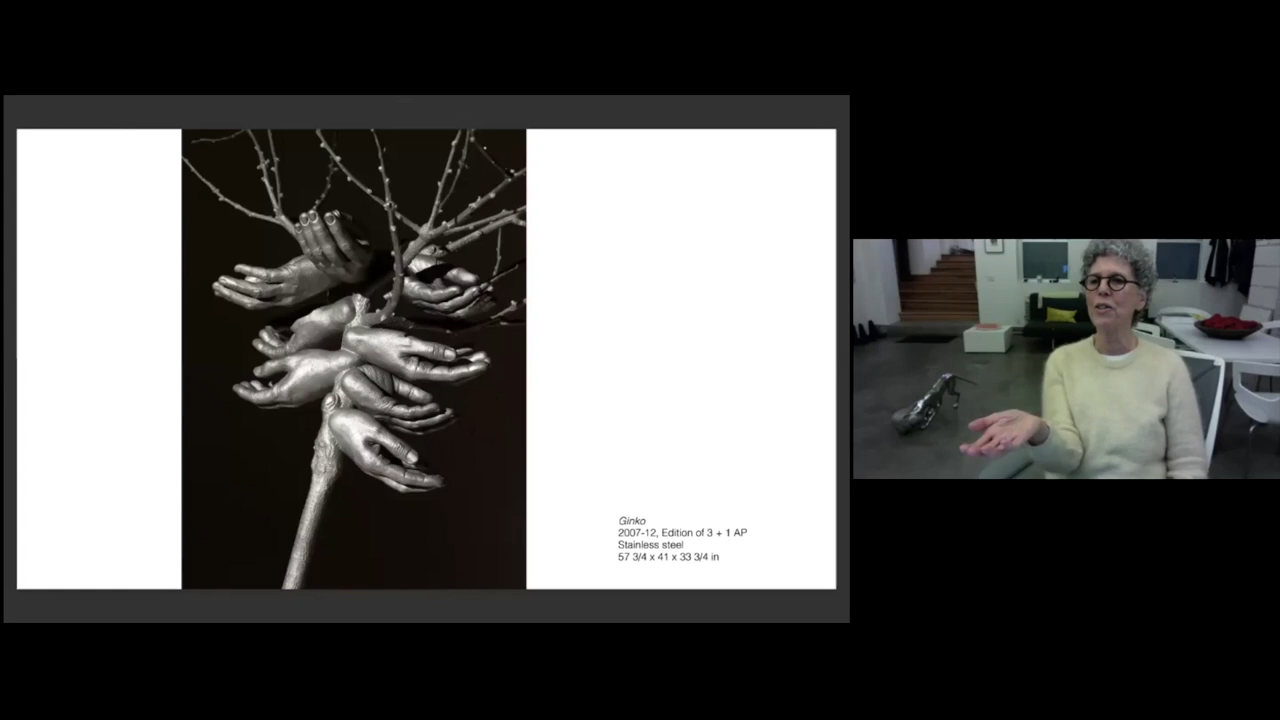 Ginko
2007-12, Edition of 3 + 1 AP
Stainless steel
57 3/4 x 41 x 33 3/4 in